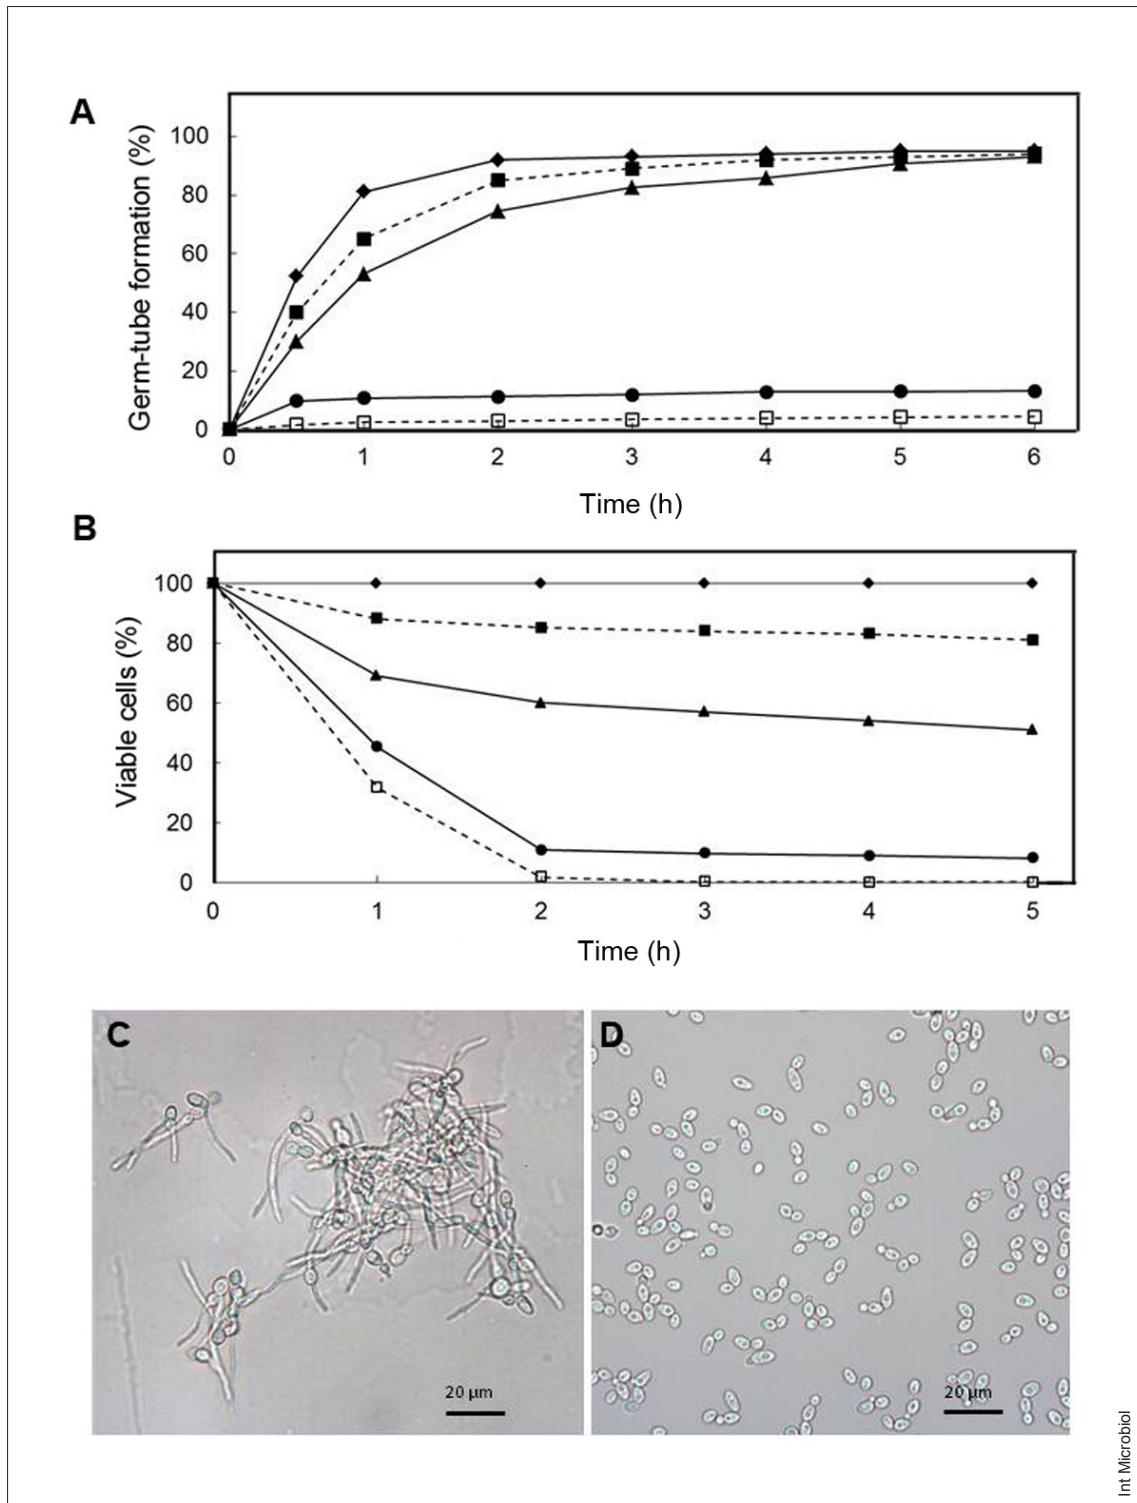 A
Germ-tube formation (%)
100
80
60
40
20
0
0 1 2 3 4 5 6
Time (h)
B
Viable cells (%)
100
80
60
40
20
0
0 1 2 3 4 5
Time (h)
C
20 µm
D
20 µm
Int Microbiol